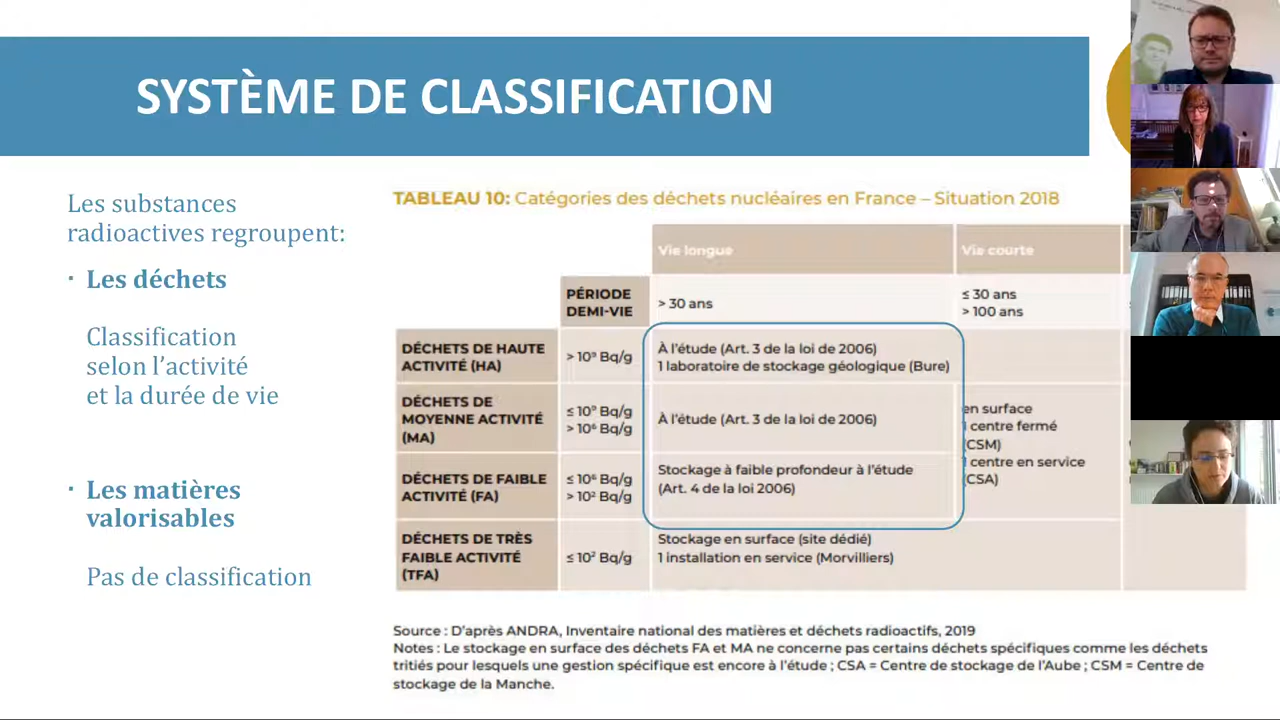 SYSTÈME DE CLASSIFICATION
Les substances
radioactives regroupent:
· Les déchets
Classification
selon l'activité
et la durée de vie
· Les matières
valorisables
Pas de classification
TABLEAU 10: Catégories des déchets nucléaires en France – Situation 2018
Vie longue
Vie courte
PÉRIODE
DEMI-VIE
> 30 ans
≤ 30 ans
> 100 ans
DÉCHETS DE HAUTE
ACTIVITÉ (HA)
> 10⁹ Bq/g
À l'étude (Art. 3 de la loi de 2006)
1 laboratoire de stockage géologique (Bure)
DÉCHETS DE
MOYENNE ACTIVITÉ
(MA)
≤ 10⁹ Bq/g
> 10⁶ Bq/g
À l'étude (Art. 3 de la loi de 2006)
en surface
1 centre fermé
(CSM)
1 centre en service
(CSA)
DÉCHETS DE FAIBLE
ACTIVITÉ (FA)
≤ 10⁶ Bq/g
> 10² Bq/g
Stockage à faible profondeur à l'étude
(Art. 4 de la loi 2006)
DÉCHETS DE TRÈS
FAIBLE ACTIVITÉ
(TFA)
≤ 10² Bq/g
Stockage en surface (site dédié)
1 installation en service (Morvilliers)
Source : D'après ANDRA, Inventaire national des matières et déchets radioactifs, 2019
Notes : Le stockage en surface des déchets FA et MA ne concerne pas certains déchets spécifiques comme les déchets
tritiés pour lesquels une gestion spécifique est encore à l'étude ; CSA = Centre de stockage de l'Aube ; CSM = Centre de
stockage de la Manche.